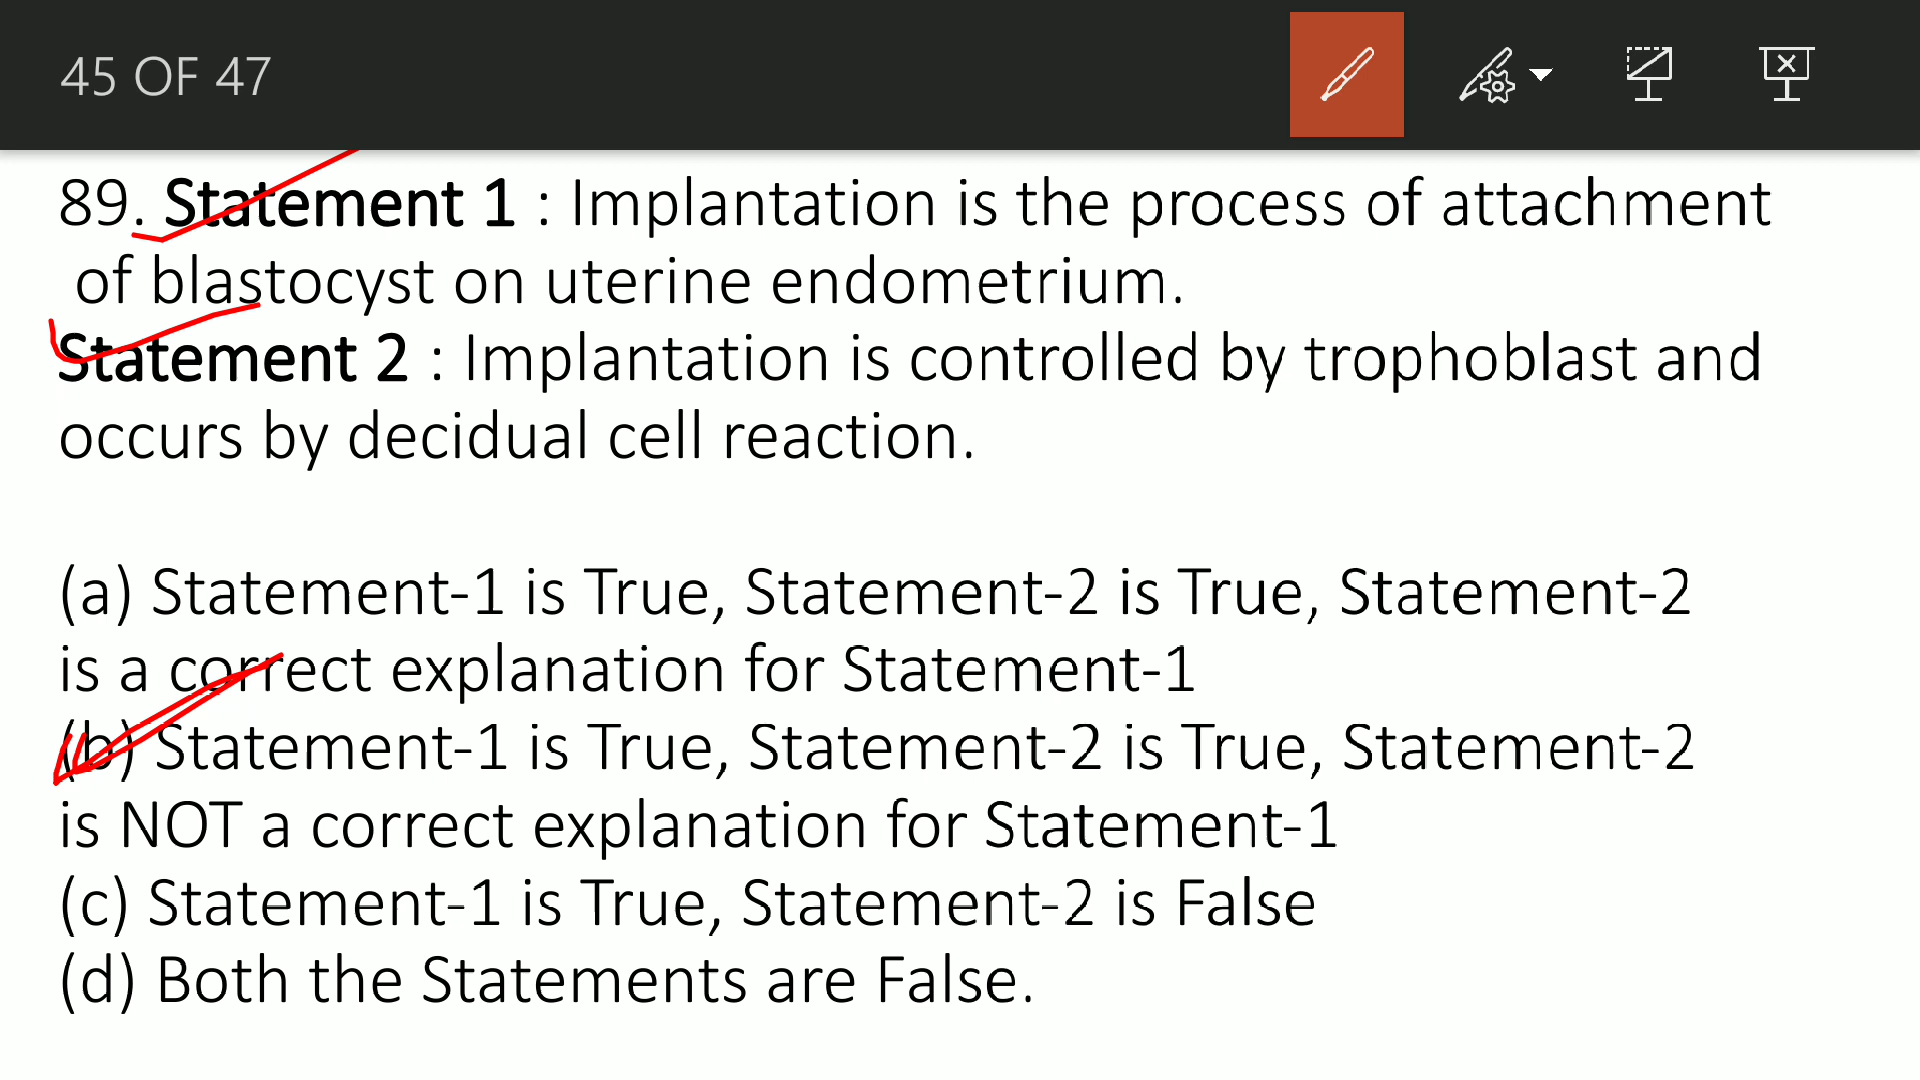 45 OF 47
89. Statement 1 : Implantation is the process of attachment
of blastocyst on uterine endometrium.
Statement 2 : Implantation is controlled by trophoblast and
occurs by decidual cell reaction.
(a) Statement-1 is True, Statement-2 is True, Statement-2
is a correct explanation for Statement-1
(b) Statement-1 is True, Statement-2 is True, Statement-2
is NOT a correct explanation for Statement-1
(c) Statement-1 is True, Statement-2 is False
(d) Both the Statements are False.